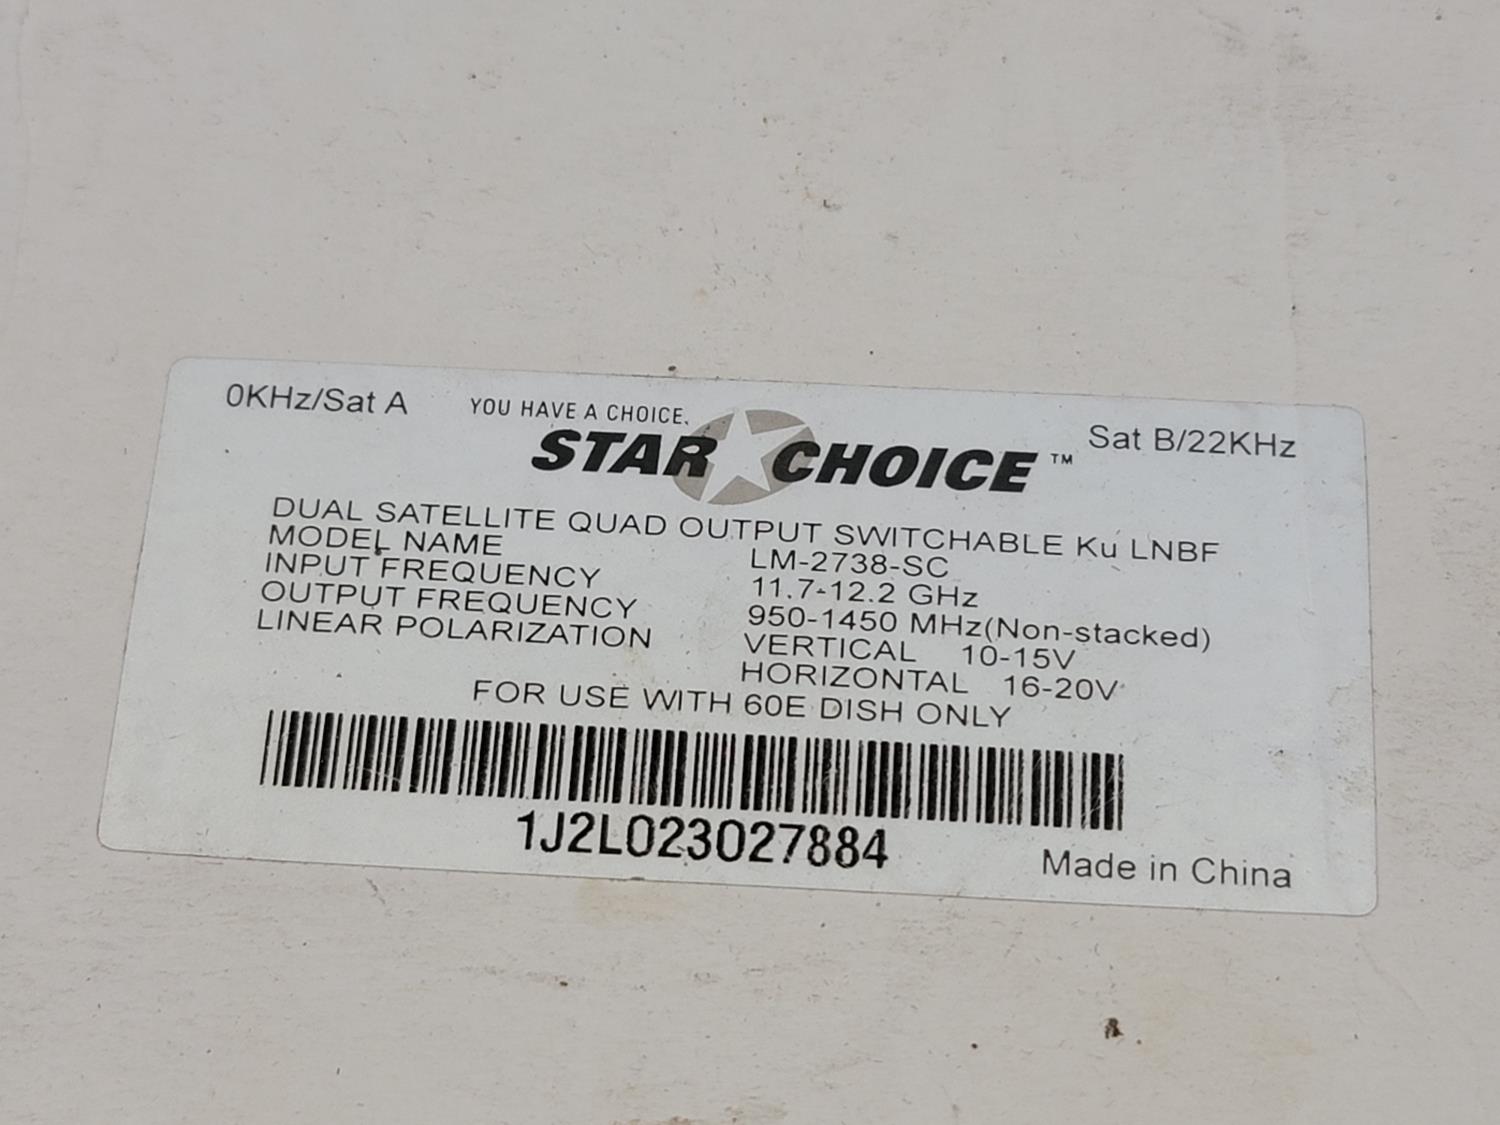 0KHz/Sat A
YOU HAVE A CHOICE.
STAR CHOICE ™
Sat B/22KHz
DUAL SATELLITE QUAD OUTPUT SWITCHABLE Ku LNBF
MODEL NAME LM-2738-SC
INPUT FREQUENCY 11.7-12.2 GHz
OUTPUT FREQUENCY 950-1450 MHz(Non-stacked)
LINEAR POLARIZATION VERTICAL 10-15V
HORIZONTAL 16-20V
FOR USE WITH 60E DISH ONLY
1J2L023027884
Made in China